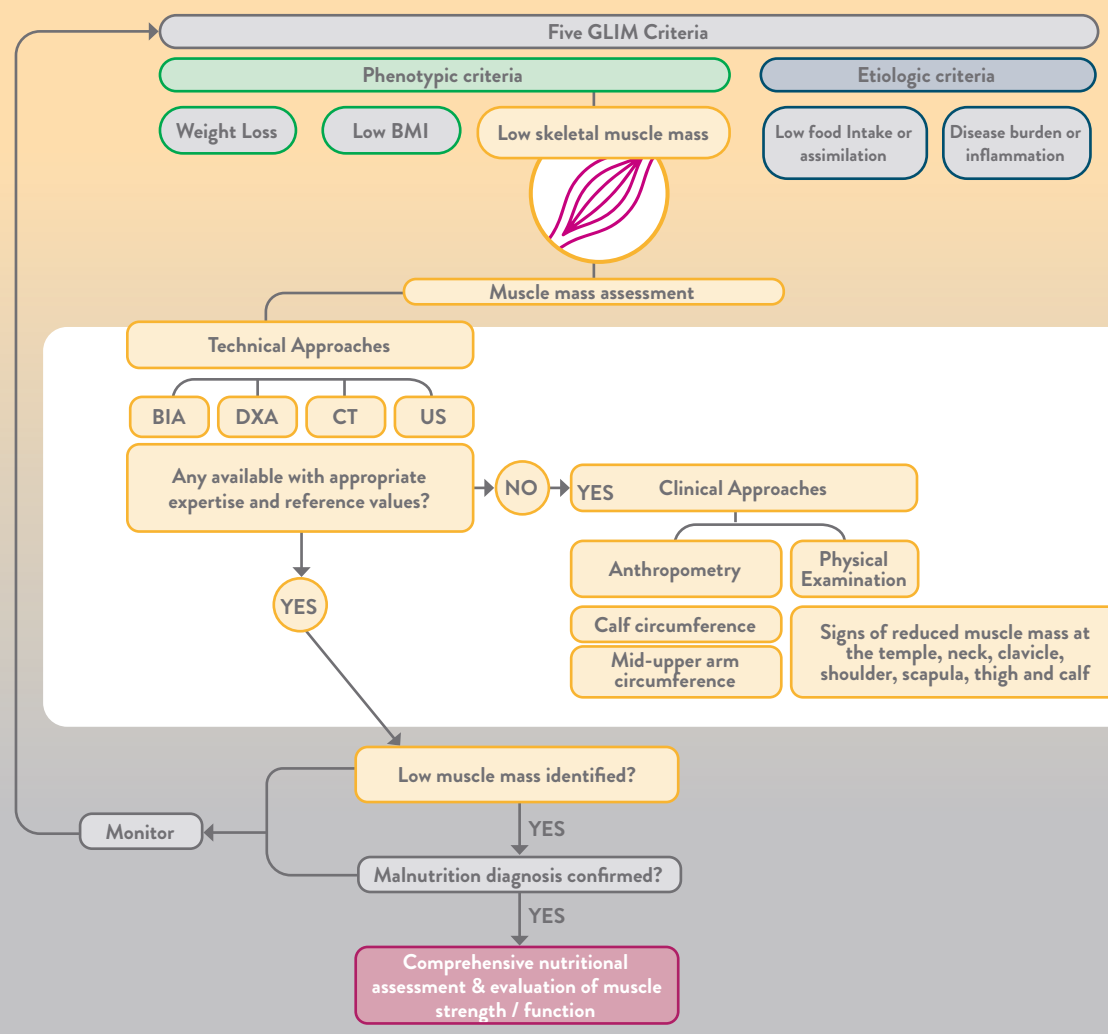 Five GLIM Criteria
Phenotypic criteria
Etiologic criteria
Weight Loss
Low BMI
Low skeletal muscle mass
Low food Intake or
assimilation
Disease burden or
inflammation
Muscle mass assessment
Technical Approaches
BIA
DXA
CT
US
Any available with appropriate
expertise and reference values?
NO
YES
Clinical Approaches
Anthropometry
Physical
Examination
YES
Calf circumference
Mid-upper arm
circumference
Signs of reduced muscle mass at
the temple, neck, clavicle,
shoulder, scapula, thigh and calf
Low muscle mass identified?
YES
Monitor
Malnutrition diagnosis confirmed?
YES
Comprehensive nutritional
assessment & evaluation of muscle
strength / function